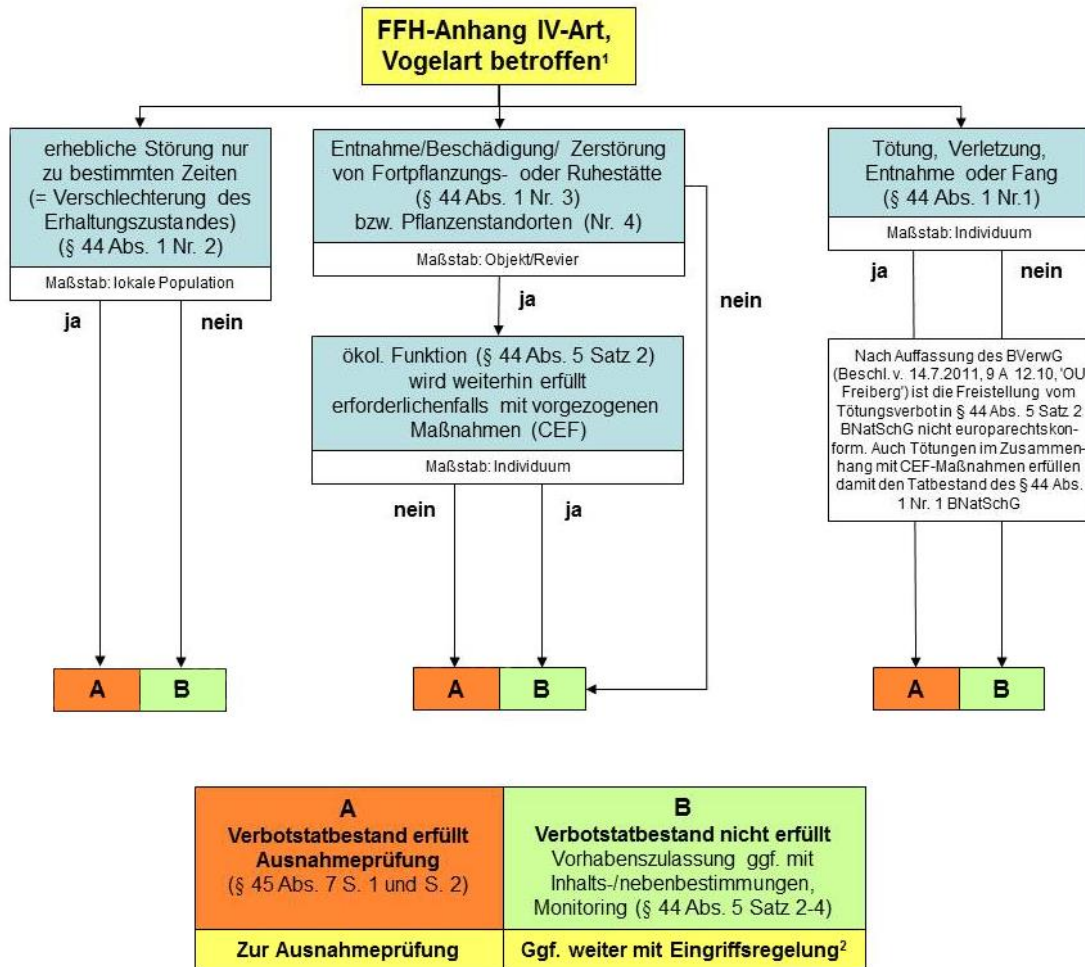 FFH-Anhang IV-Art,
Vogelart betroffen¹
erhebliche Störung nur
zu bestimmten Zeiten
(= Verschlechterung des
Erhaltungszustandes)
(§ 44 Abs. 1 Nr. 2)
Maßstab: lokale Population
ja
nein
Entnahme/Beschädigung/ Zerstörung
von Fortpflanzungs- oder Ruhestätte
(§ 44 Abs. 1 Nr. 3)
bzw. Pflanzenstandorten (Nr. 4)
Maßstab: Objekt/Revier
ja
nein
ökol. Funktion (§ 44 Abs. 5 Satz 2)
wird weiterhin erfüllt
erforderlichenfalls mit vorgezogenen
Maßnahmen (CEF)
Maßstab: Individuum
nein
ja
Tötung, Verletzung,
Entnahme oder Fang
(§ 44 Abs. 1 Nr.1)
Maßstab: Individuum
ja
nein
Nach Auffassung des BVerwG
(Beschl. v. 14.7.2011, 9 A 12.10, 'OU
Freiberg') ist die Freistellung vom
Tötungsverbot in § 44 Abs. 5 Satz 2
BNatSchG nicht europarechtskon-
form. Auch Tötungen im Zusammen-
hang mit CEF-Maßnahmen erfüllen
damit den Tatbestand des § 44 Abs.
1 Nr. 1 BNatSchG
A
B
A
B
A
B
A
Verbotstatbestand erfüllt
Ausnahmeprüfung
(§ 45 Abs. 7 S. 1 und S. 2)
Zur Ausnahmeprüfung
B
Verbotstatbestand nicht erfüllt
Vorhabenszulassung ggf. mit
Inhalts-/nebenbestimmungen,
Monitoring (§ 44 Abs. 5 Satz 2-4)
Ggf. weiter mit Eingriffsregelung²